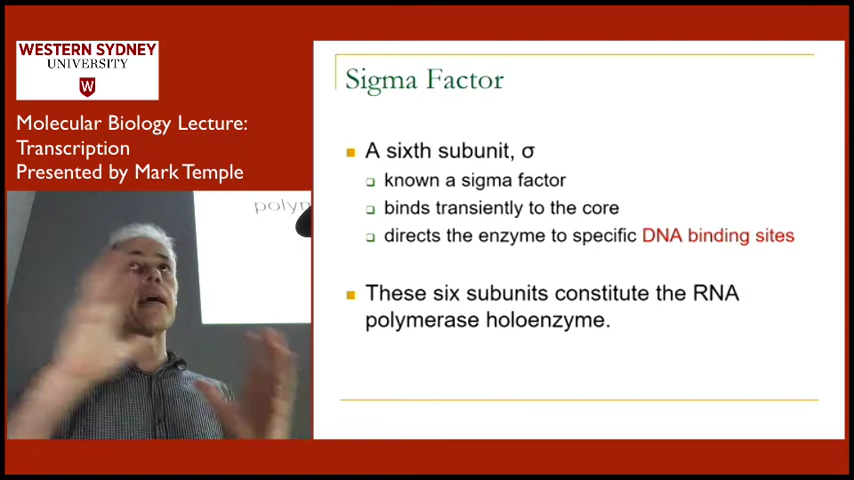 WESTERN SYDNEY
UNIVERSITY
W
Molecular Biology Lecture:
Transcription
Presented by Mark Temple
polym
Sigma Factor
A sixth subunit, σ
known a sigma factor
binds transiently to the core
directs the enzyme to specific DNA binding sites
These six subunits constitute the RNA
polymerase holoenzyme.